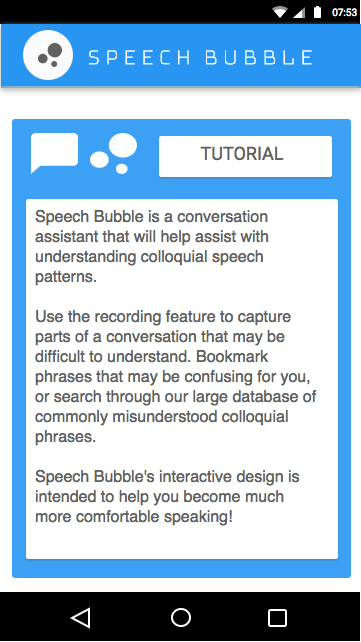 07:53
SPEECH BUBBLE
TUTORIAL
Speech Bubble is a conversation
assistant that will help assist with
understanding colloquial speech
patterns.
Use the recording feature to capture
parts of a conversation that may be
difficult to understand. Bookmark
phrases that may be confusing for you,
or search through our large database of
commonly misunderstood colloquial
phrases.
Speech Bubble's interactive design is
intended to help you become much
more comfortable speaking!